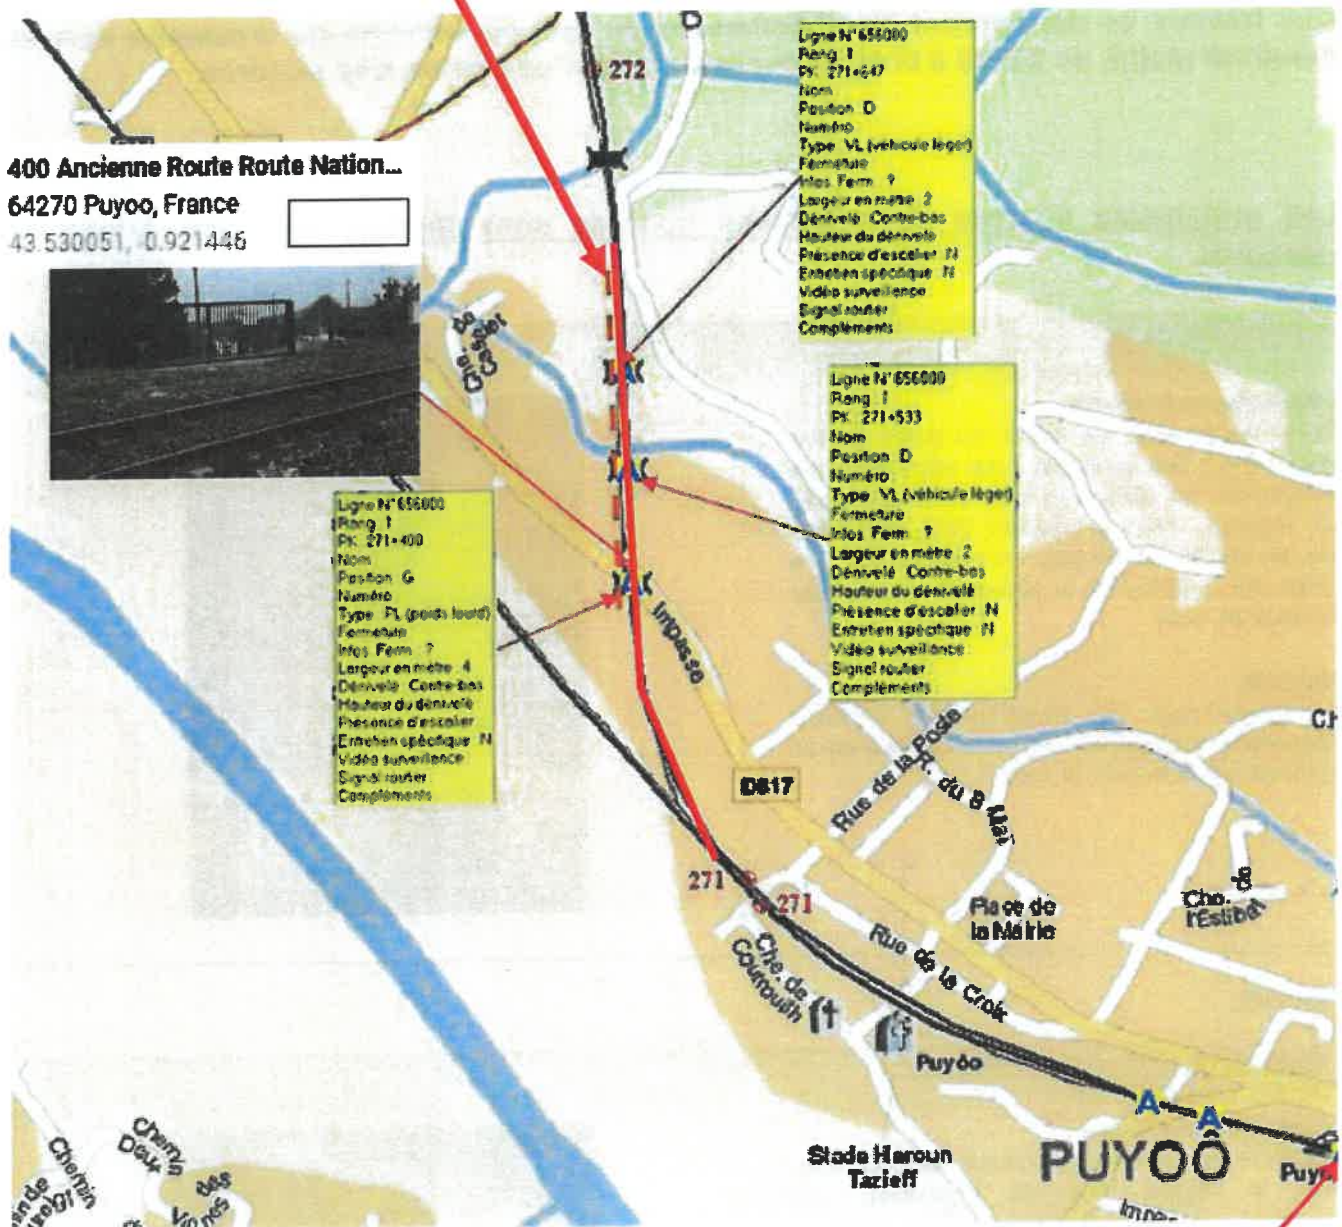 272
400 Ancienne Route Route Nation...
64270 Puyoo, France
43.530051, -0.921446
Ligne N°656000
Rang 1
PK 271+647
Nom
Position D
Numéro
Type VL (véhicule léger)
Fermeture
Infos Ferm ?
Largeur en mètre 2
Dénivelé Contre-bas
Hauteur du dénivelé
Présence d'escalier N
Entretien spécifique N
Vidéo surveillance
Signal routier
Compléments
Che. de
Casslet
Ligne N°656000
Rang 1
PK 271+533
Nom
Position D
Numéro
Type VL (véhicule léger)
Fermeture
Infos Ferm ?
Largeur en mètre 2
Dénivelé Contre-bas
Hauteur du dénivelé
Présence d'escalier N
Entretien spécifique N
Vidéo surveillance
Signal routier
Compléments
Ligne N°656000
Rang 1
PK 271+400
Nom
Position G
Numéro
Type PL (poids lourd)
Fermeture
Infos Ferm ?
Largeur en mètre 4
Dénivelé Contre-bas
Hauteur du dénivelé
Présence d'escalier
Entretien spécifique N
Vidéo surveillance
Signal routier
Compléments
A
A
A
Impasse
D817
Rue de la Poste
R. du 8 Mai
271
271
Place de
la Mairie
Che. de
l'Estibat
Rue de la Croix
Che. de
Courrouilh
Puyôo
A
A
PUYOÔ
Stade Haroun
Tazieff
Chemin
Chemin
des
Vignes